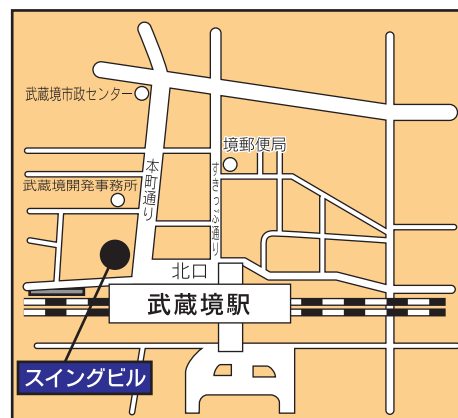 武蔵境市政センター
境郵便局
本町通り
すきっぷ通り
武蔵境開発事務所
北口
武蔵境駅
スイングビル